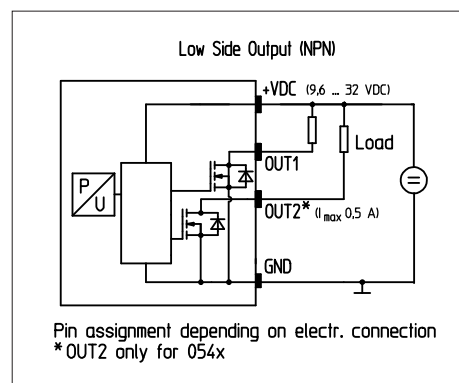 Low Side Output (NPN)
+VDC (9,6 ... 32 VDC)
Load
OUT1
P
U
OUT2* (Imax 0,5 A)
GND
Pin assignment depending on electr. connection
* OUT2 only for 054x